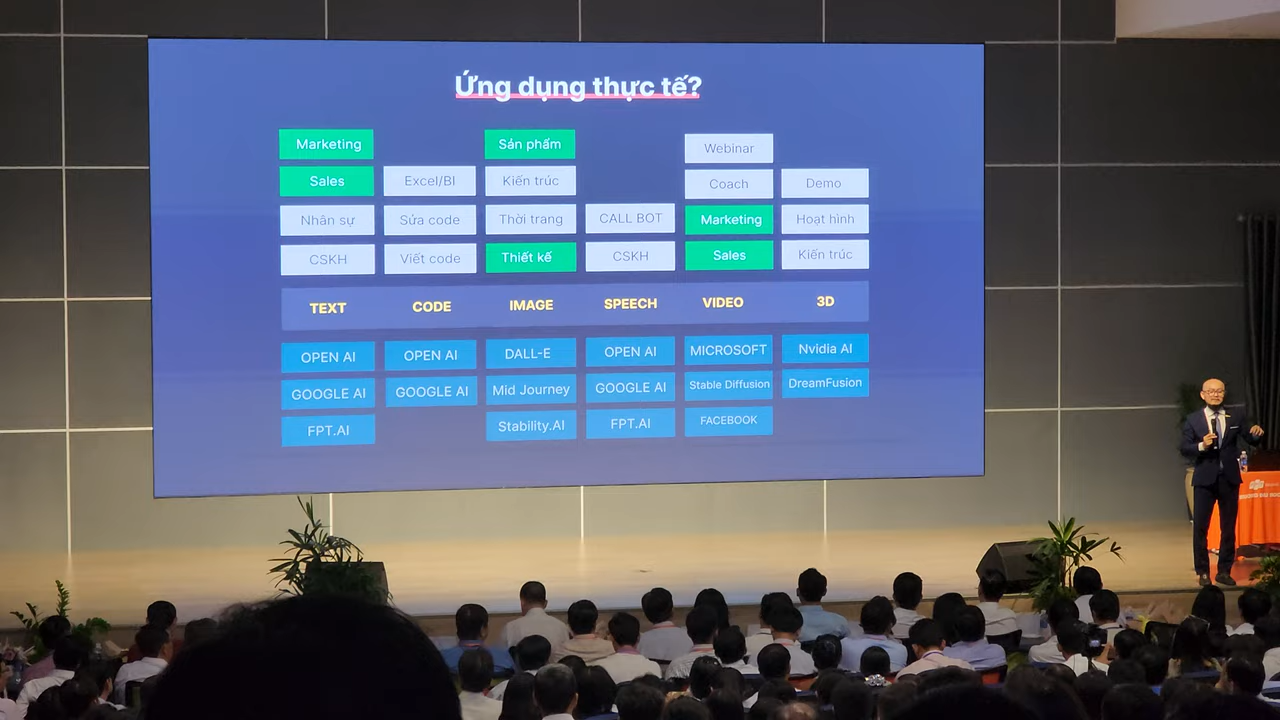 Ứng dụng thực tế?
Marketing
Sản phẩm
Webinar
Sales
Excel/BI
Kiến trúc
Coach
Demo
Nhân sự
Sửa code
Thời trang
CALL BOT
Marketing
Hoạt hình
CSKH
Viết code
Thiết kế
CSKH
Sales
Kiến trúc
TEXT
CODE
IMAGE
SPEECH
VIDEO
3D
OPEN AI
OPEN AI
DALL-E
OPEN AI
MICROSOFT
Nvidia AI
GOOGLE AI
GOOGLE AI
Mid Journey
GOOGLE AI
Stable Diffusion
DreamFusion
FPT.AI
Stability.AI
FPT.AI
FACEBOOK